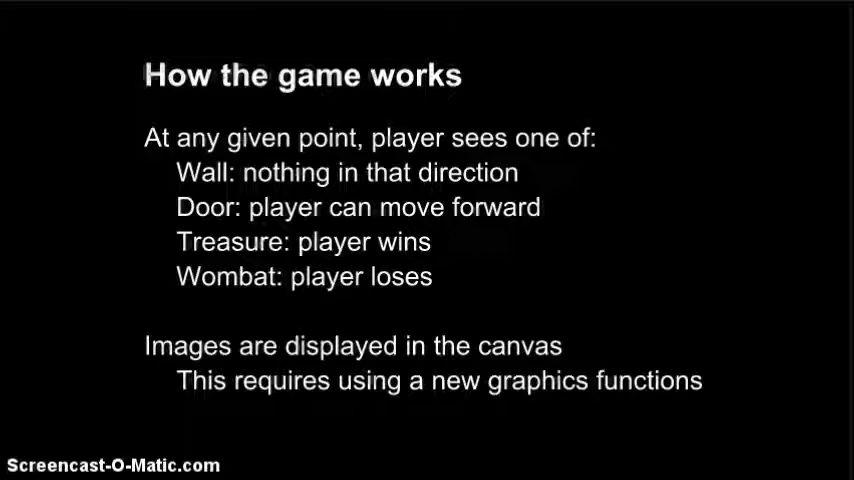 How the game works
At any given point, player sees one of:
Wall: nothing in that direction
Door: player can move forward
Treasure: player wins
Wombat: player loses
Images are displayed in the canvas
This requires using a new graphics functions
Screencast-O-Matic.com